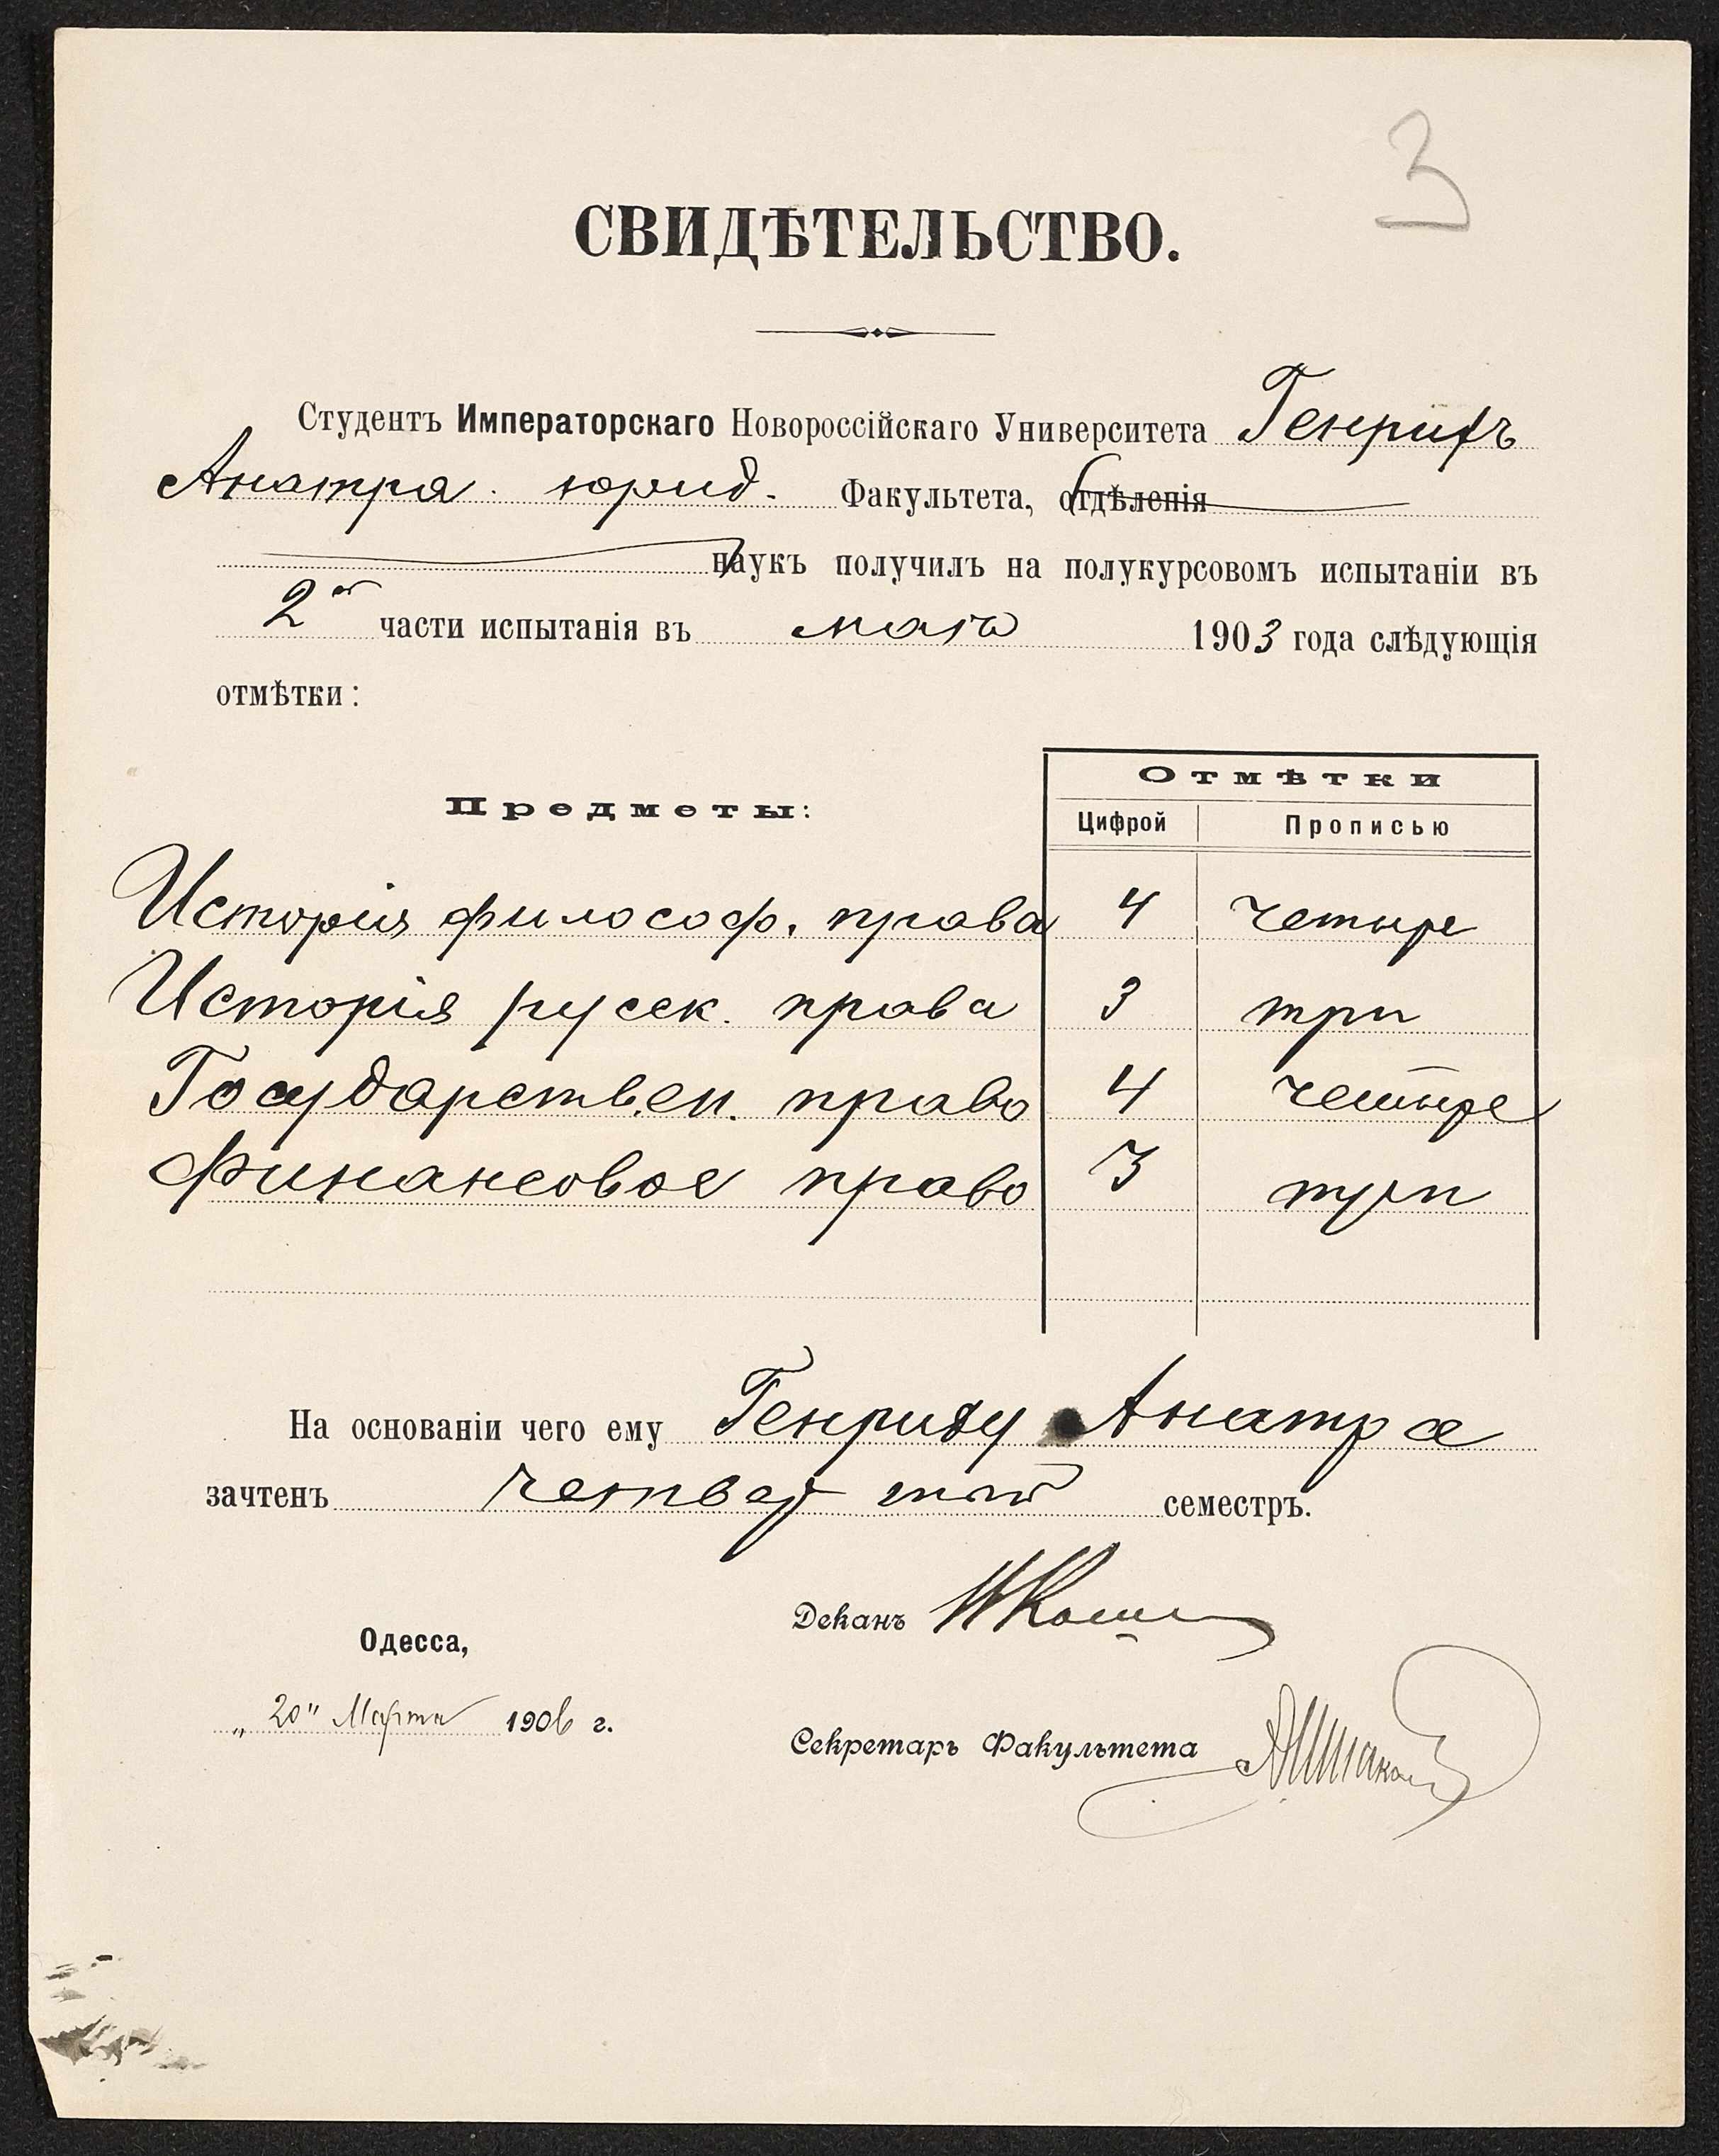 3
СВИДѢТЕЛЬСТВО.
Студентъ Императорскаго Новороссійскаго Университета Генрихъ
Анатра. юрид. Факультета, отдѣленія
наукъ получилъ на полукурсовомъ испытаніи въ
2ой части испытанія въ маѣ 1903 года слѣдующія
отмѣтки:
Предметы:
Отмѣтки
Цифрой Прописью
Исторія философ. права 4 четыре
Исторія русск. права 3 три
Государствен. право 4 четыре
Финансовое право 3 три
На основаніи чего ему Генриху Анатра
зачтенъ четвертый семестръ.
Деканъ
Одесса,
„20" Марта 1906 г.
Секретарь Факультета